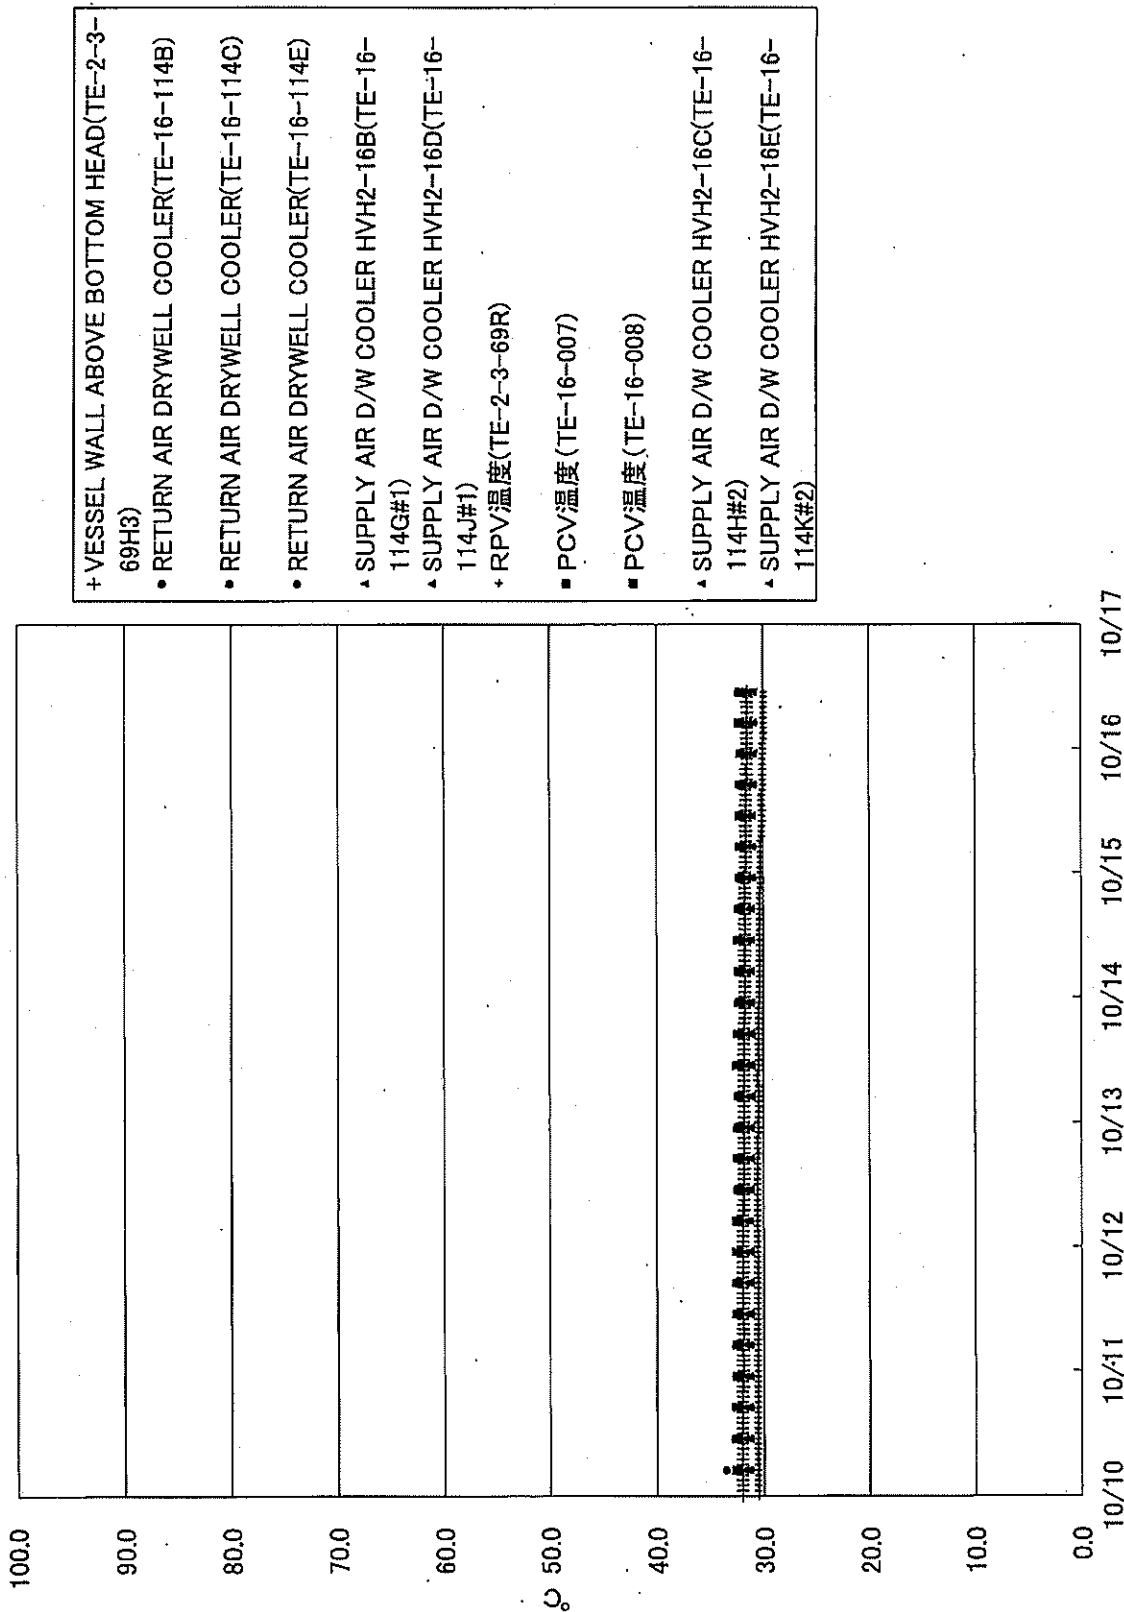 100.0
90.0
80.0
70.0
60.0
50.0
40.0
30.0
20.0
10.0
0.0
℃
10/10
10/11
10/12
10/13
10/14
10/15
10/16
10/17
+ VESSEL WALL ABOVE BOTTOM HEAD(TE-2-3-
69H3)
• RETURN AIR DRYWELL COOLER(TE-16-114B)
• RETURN AIR DRYWELL COOLER(TE-16-114C)
• RETURN AIR DRYWELL COOLER(TE-16-114E)
▲ SUPPLY AIR D/W COOLER HVH2-16B(TE-16-
114G#1)
▲ SUPPLY AIR D/W COOLER HVH2-16D(TE-16-
114J#1)
+ RPV温度(TE-2-3-69R)
■ PCV温度(TE-16-007)
■ PCV温度(TE-16-008)
▲ SUPPLY AIR D/W COOLER HVH2-16C(TE-16-
114H#2)
▲ SUPPLY AIR D/W COOLER HVH2-16E(TE-16-
114K#2)